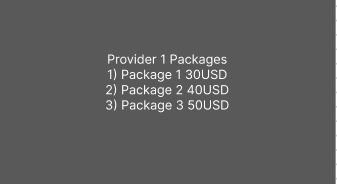 Provider 1 Packages
1) Package 1 30USD
2) Package 2 40USD
3) Package 3 50USD